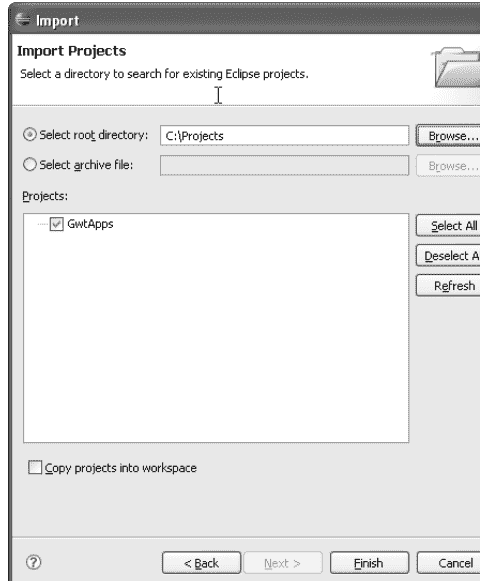 Import
Import Projects
Select a directory to search for existing Eclipse projects.
Select root directory: C:\Projects Browse...
Select archive file: Browse...
Projects:
GwtApps
Select All
Deselect A
Refresh
Copy projects into workspace
? < Back Next > Finish Cancel